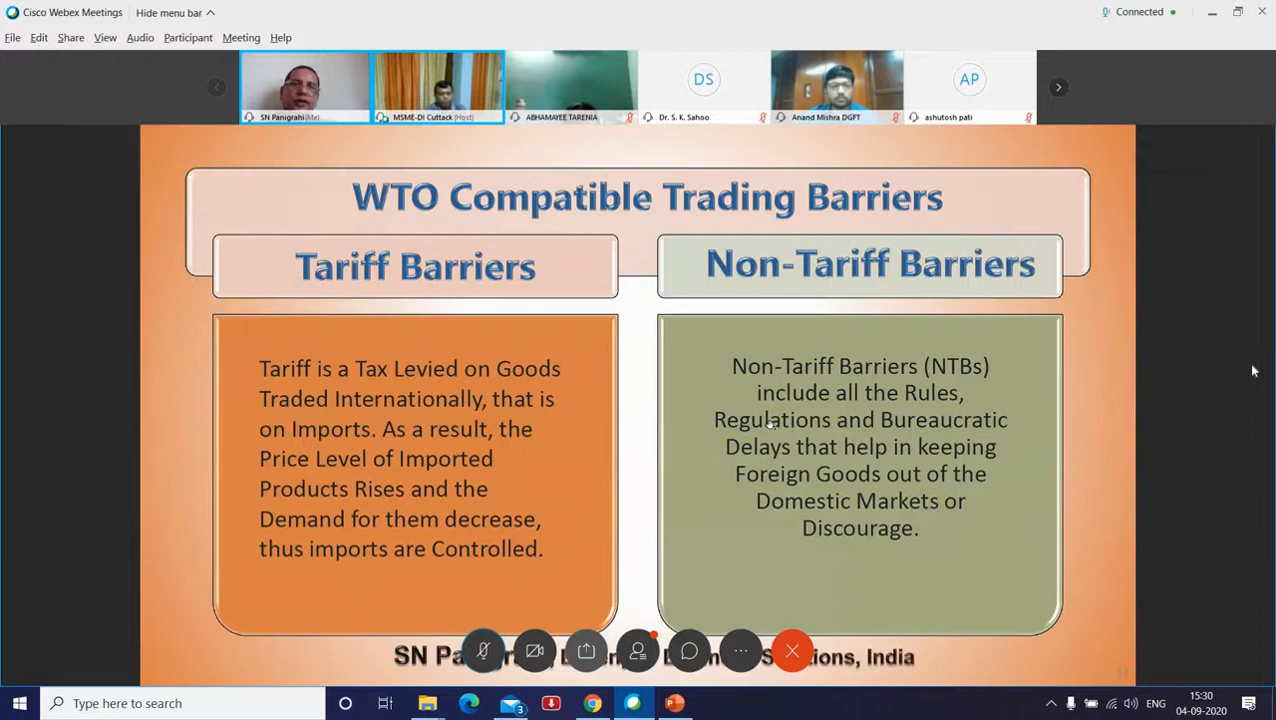 Cisco Webex Meetings
Hide menu bar
Connected
File Edit Share View Audio Participant Meeting Help
DS
AP
SN Panigrahi (Me)
MSME-DI Cuttack (Host)
ABHAMAYEE TARENIA
Dr. S. K. Sahoo
Anand Mishra DGFT
ashutosh pati
WTO Compatible Trading Barriers
Tariff Barriers
Non-Tariff Barriers
Tariff is a Tax Levied on Goods
Traded Internationally, that is
on Imports. As a result, the
Price Level of Imported
Products Rises and the
Demand for them decrease,
thus imports are Controlled.
Non-Tariff Barriers (NTBs)
include all the Rules,
Regulations and Bureaucratic
Delays that help in keeping
Foreign Goods out of the
Domestic Markets or
Discourage.
SN India
11
Type here to search
3
ENG
15:30
04-09-2020